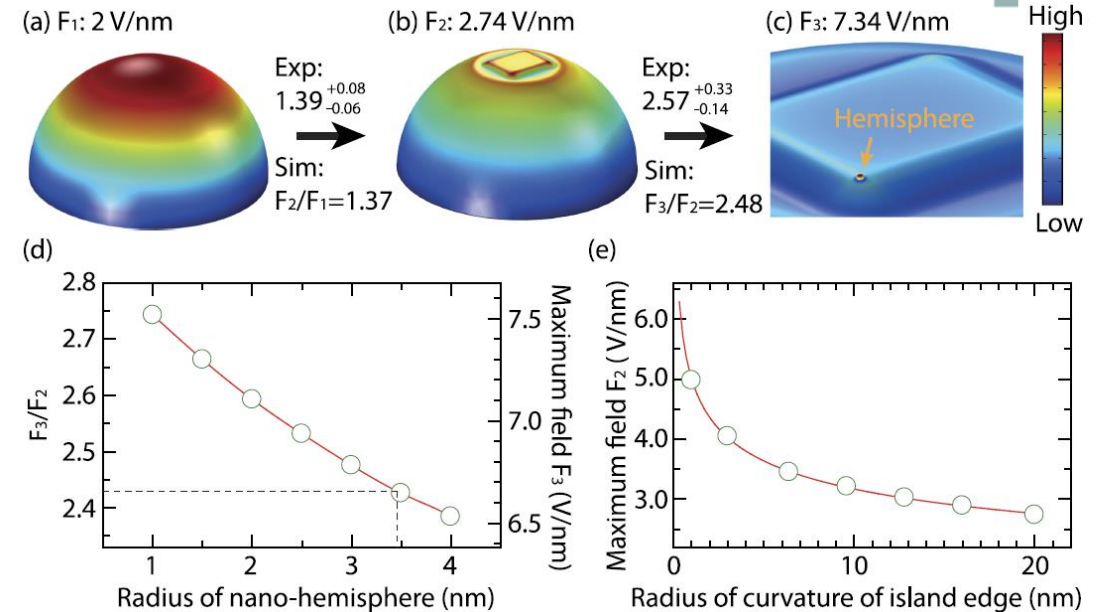 (a) F₁: 2 V/nm
(b) F₂: 2.74 V/nm
(c) F₃: 7.34 V/nm
High
Low
Exp:
1.39 +0.08 -0.06
Sim:
F₂/F₁=1.37
Exp:
2.57 +0.33 -0.14
Sim:
F₃/F₂=2.48
Hemisphere
(d)
2.8
2.7
2.6
2.5
2.4
F₃/F₂
7.5
7.0
6.5
Maximum field F₃ (V/nm)
1 2 3 4
Radius of nano-hemisphere (nm)
(e)
6.0
5.0
4.0
3.0
Maximum field F₂ ( V/nm)
0 10 20
Radius of curvature of island edge (nm)